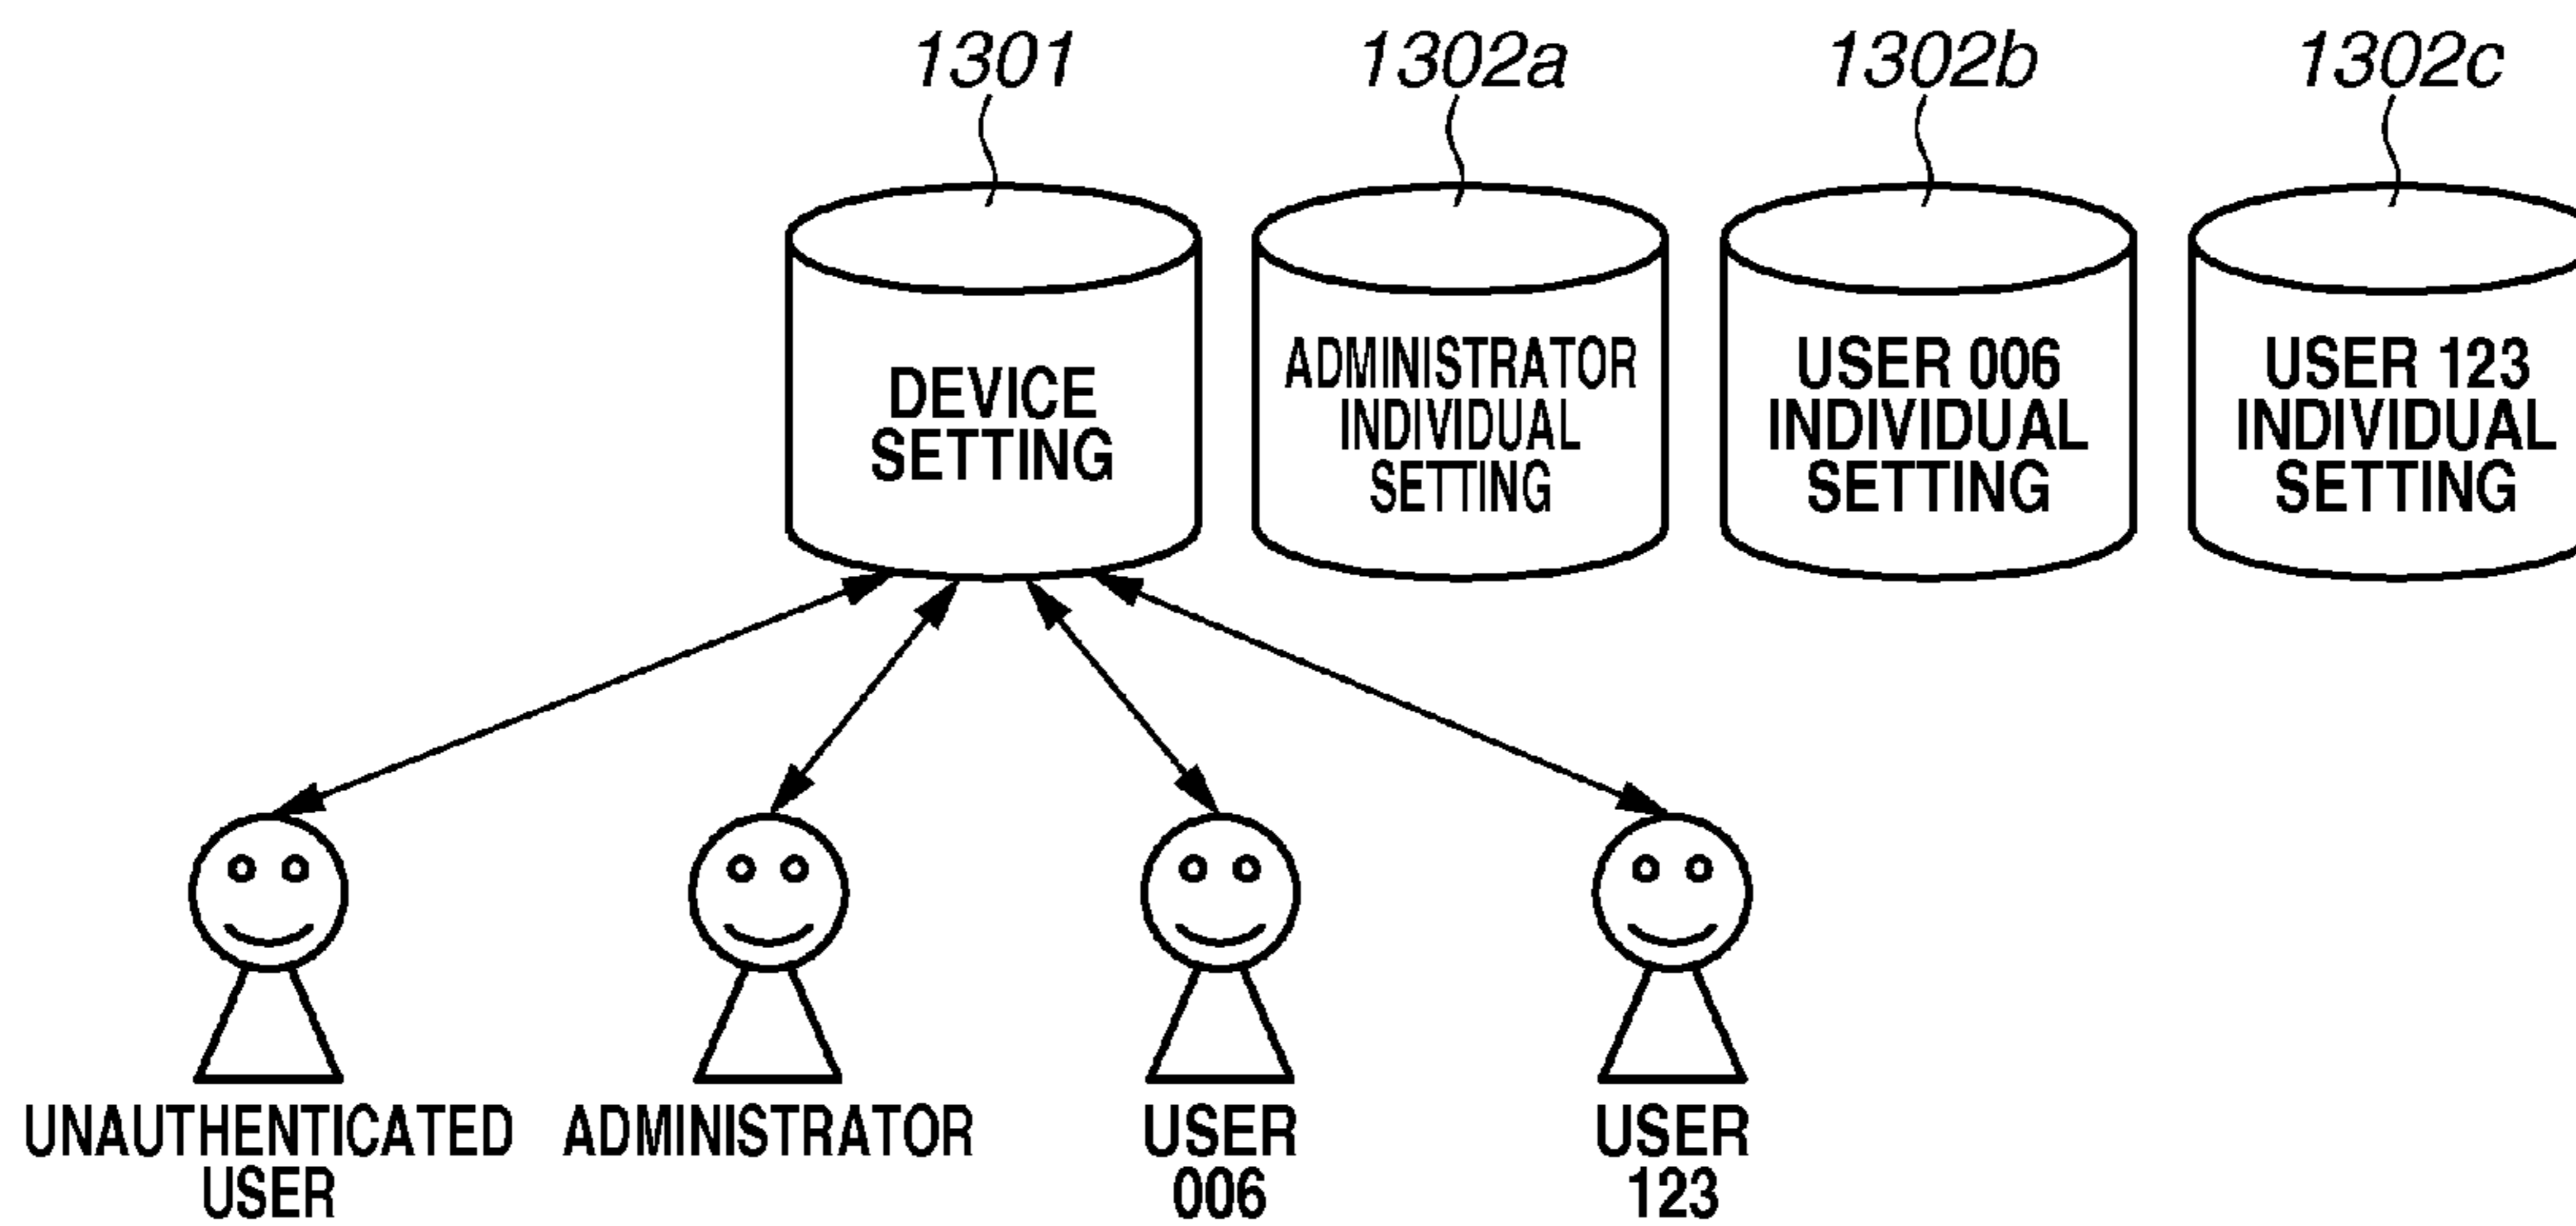 1301
1302a
1302b
1302c
DEVICE
SETTING
ADMINISTRATOR
INDIVIDUAL
SETTING
USER 006
INDIVIDUAL
SETTING
USER 123
INDIVIDUAL
SETTING
UNAUTHENTICATED
USER
ADMINISTRATOR
USER
006
USER
123